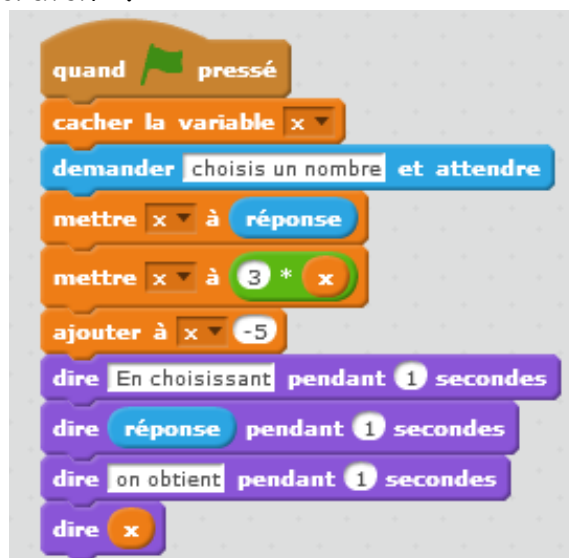 quand pressé
cacher la variable x
demander choisis un nombre et attendre
mettre x à réponse
mettre x à 3 * x
ajouter à x -5
dire En choisissant pendant 1 secondes
dire réponse pendant 1 secondes
dire on obtient pendant 1 secondes
dire x